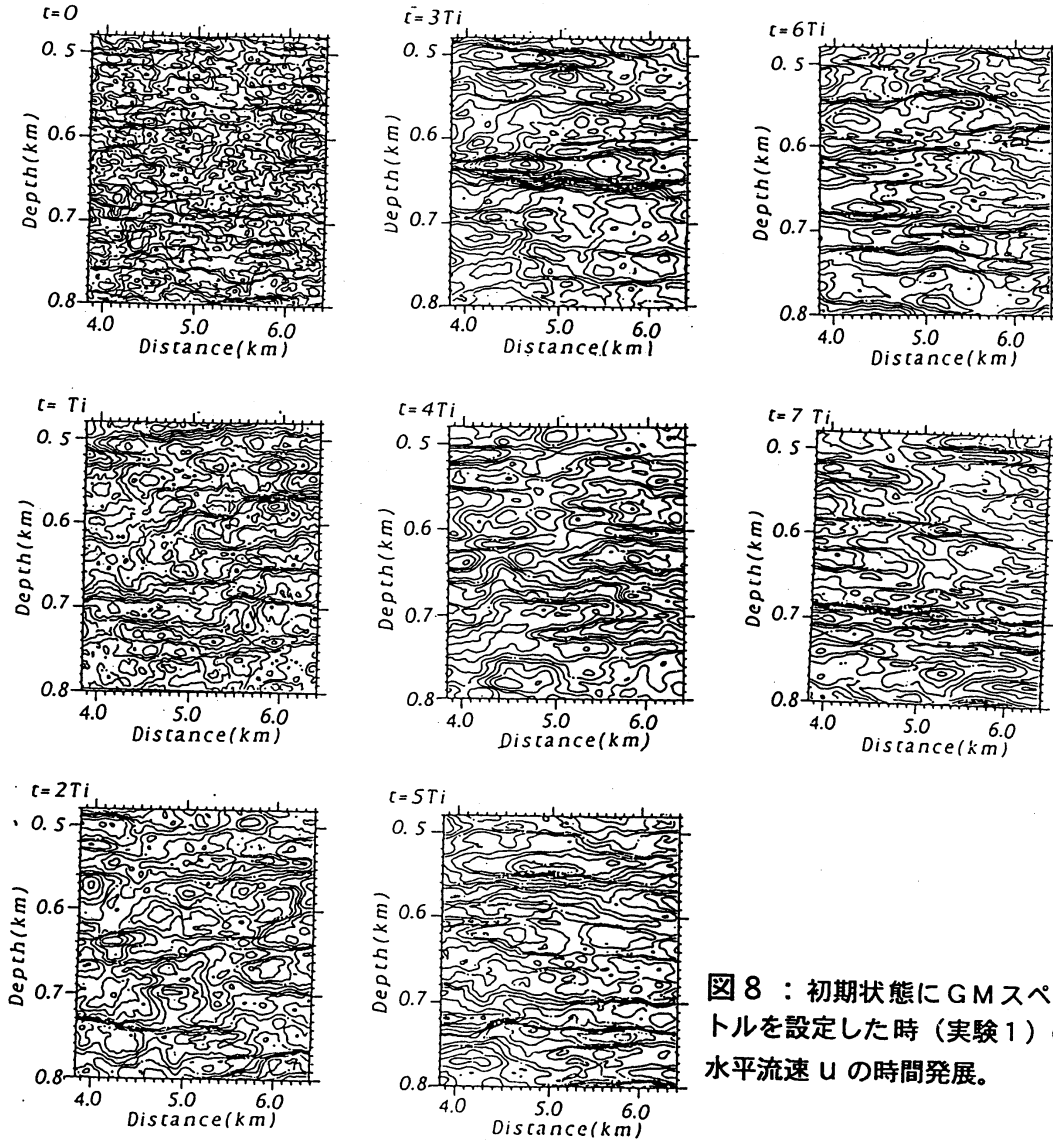 t=0
0.5
0.6
0.7
0.8
Depth(km)
4.0 5.0 6.0
Distance(km)
t=3Ti
0.5
0.6
0.7
0.8
Depth(km)
4.0 5.0 6.0
Distance(km)
t=6Ti
0.5
0.6
0.7
0.8
Depth(km)
4.0 5.0 6.0
Distance(km)
t= Ti
0.5
0.6
0.7
0.8
Depth(km)
4.0 5.0 6.0
Distance(km)
t=4Ti
0.5
0.6
0.7
0.8
Depth(km)
4.0 5.0 6.0
Distance(km)
t=7 Ti
0.5
0.6
0.7
0.8
Depth(km)
4.0 5.0 6.0
Distance(km)
t=2Ti
0.5
0.6
0.7
0.8
Depth(km)
4.0 5.0 6.0
Distance(km)
t=5Ti
0.5
0.6
0.7
0.8
Depth(km)
4.0 5.0 6.0
Distance(km)
図8 : 初期状態にGMスペ
トルを設定した時 (実験1)
水平流速 u の時間発展。